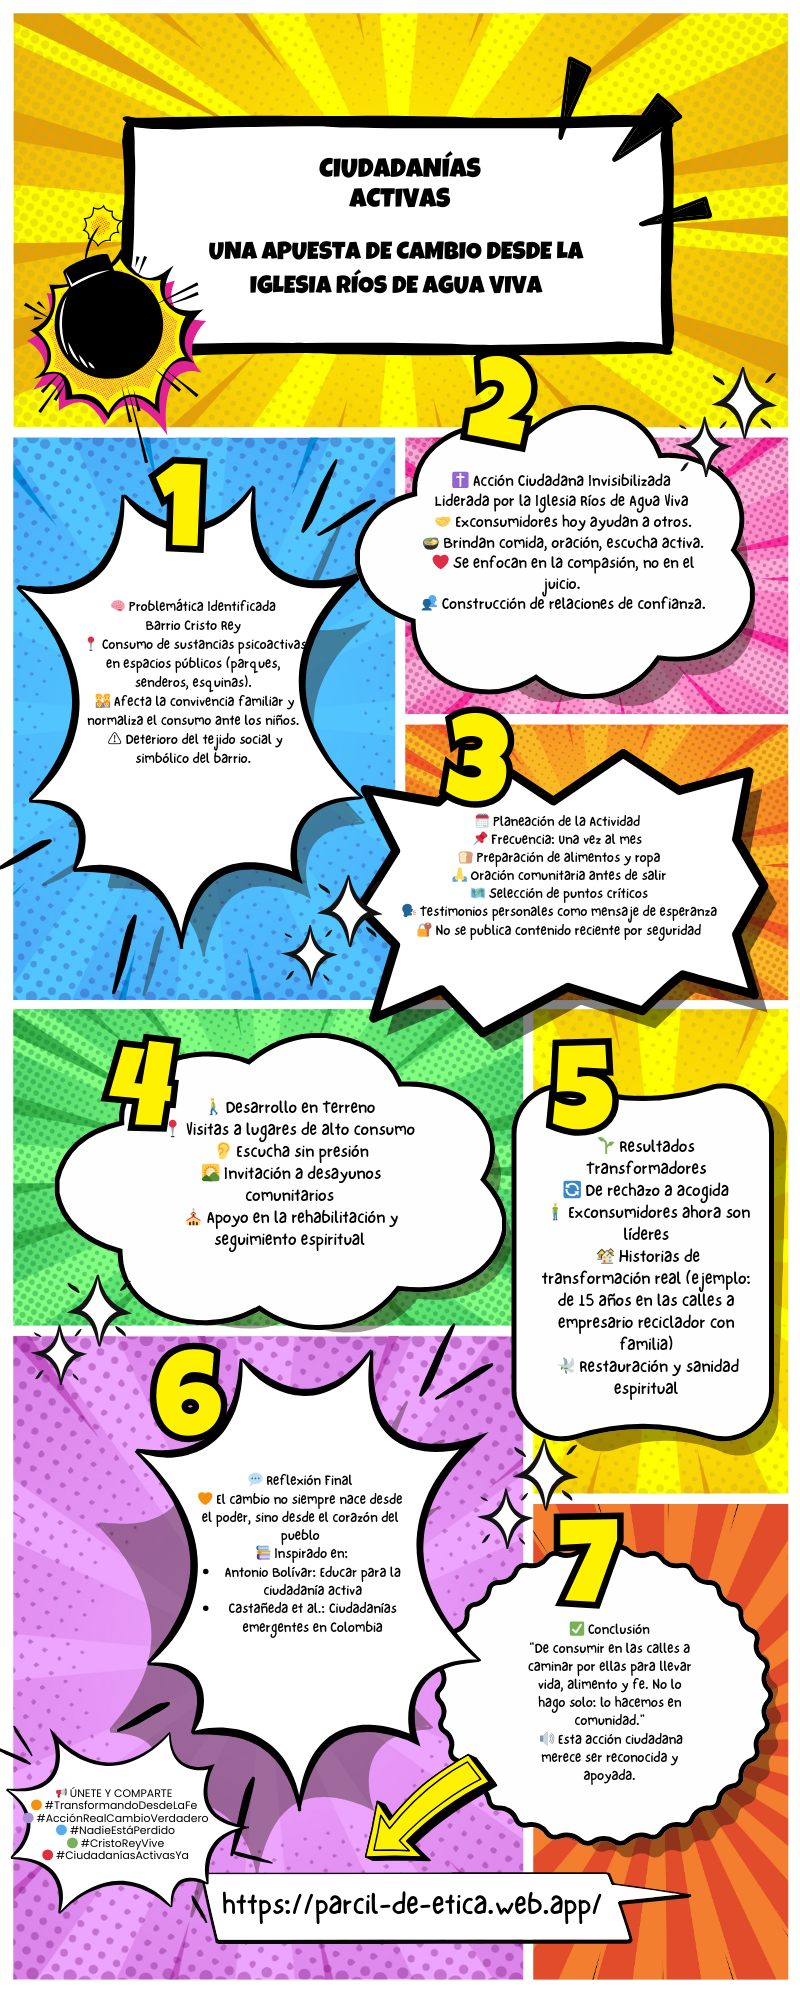 CIUDADANÍAS
ACTIVAS
UNA APUESTA DE CAMBIO DESDE LA
IGLESIA RÍOS DE AGUA VIVA
1
🧠 Problemática Identificada
Barrio Cristo Rey
📍 Consumo de sustancias psicoactivas
en espacios públicos (parques,
senderos, esquinas).
👨‍👩‍👧‍👦 Afecta la convivencia familiar y
normaliza el consumo ante los niños.
⚠ Deterioro del tejido social y
simbólico del barrio.
2
✝️ Acción Ciudadana Invisibilizada
Liderada por la Iglesia Ríos de Agua Viva
🤝 Exconsumidores hoy ayudan a otros.
🍲 Brindan comida, oración, escucha activa.
❤️ Se enfocan en la compasión, no en el
juicio.
👥 Construcción de relaciones de confianza.
3
🗓️ Planeación de la Actividad
📌 Frecuencia: una vez al mes
🍞 Preparación de alimentos y ropa
🙏 Oración comunitaria antes de salir
🗺️ Selección de puntos críticos
🗣️ Testimonios personales como mensaje de esperanza
🔐 No se publica contenido reciente por seguridad
4
🚶 Desarrollo en Terreno
📍 Visitas a lugares de alto consumo
👂 Escucha sin presión
🌄 Invitación a desayunos
comunitarios
⛪ Apoyo en la rehabilitación y
seguimiento espiritual
5
🌱 Resultados
Transformadores
🔄 De rechazo a acogida
🧍 Exconsumidores ahora son
líderes
🏘️ Historias de
transformación real (ejemplo:
de 15 años en las calles a
empresario reciclador con
familia)
🕊️ Restauración y sanidad
espiritual
6
💬 Reflexión Final
🧡 El cambio no siempre nace desde
el poder, sino desde el corazón del
pueblo
📚 Inspirado en:
• Antonio Bolívar: Educar para la
ciudadanía activa
• Castañeda et al.: Ciudadanías
emergentes en Colombia
7
✅ Conclusión
"De consumir en las calles a
caminar por ellas para llevar
vida, alimento y fe. No lo
hago solo: lo hacemos en
comunidad."
🔊 Esta acción ciudadana
merece ser reconocida y
apoyada.
📢 ÚNETE Y COMPARTE
🟠 #TransformandoDesdeLaFe
🟣 #AcciónRealCambioVerdadero
🔵 #NadieEstáPerdido
🟢 #CristoReyVive
🔴 #CiudadaníasActivasYa
https://parcil-de-etica.web.app/